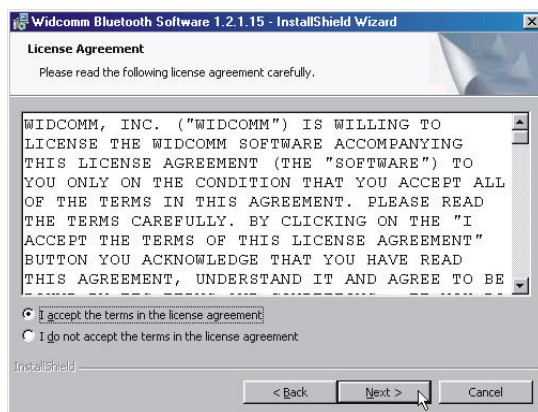 Widcomm Bluetooth Software 1.2.1.15 - InstallShield Wizard
License Agreement
Please read the following license agreement carefully.
WIDCOMM, INC. ("WIDCOMM") IS WILLING TO
LICENSE THE WIDCOMM SOFTWARE ACCOMPANYING
THIS LICENSE AGREEMENT (THE "SOFTWARE") TO
YOU ONLY ON THE CONDITION THAT YOU ACCEPT ALL
OF THE TERMS IN THIS AGREEMENT. PLEASE READ
THE TERMS CAREFULLY. BY CLICKING ON THE "I
ACCEPT THE TERMS OF THIS LICENSE AGREEMENT"
BUTTON YOU ACKNOWLEDGE THAT YOU HAVE READ
THIS AGREEMENT, UNDERSTAND IT AND AGREE TO BE
I accept the terms in the license agreement
I do not accept the terms in the license agreement
InstallShield
< Back Next > Cancel